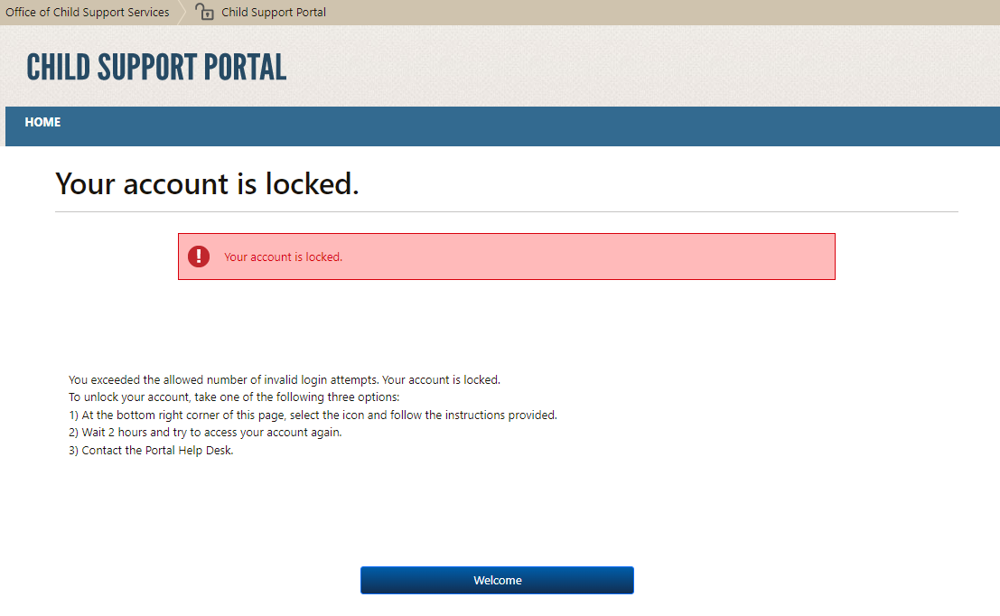 Office of Child Support Services Child Support Portal
CHILD SUPPORT PORTAL
HOME
Your account is locked.
Your account is locked.
You exceeded the allowed number of invalid login attempts. Your account is locked.
To unlock your account, take one of the following three options:
1) At the bottom right corner of this page, select the icon and follow the instructions provided.
2) Wait 2 hours and try to access your account again.
3) Contact the Portal Help Desk.
Welcome